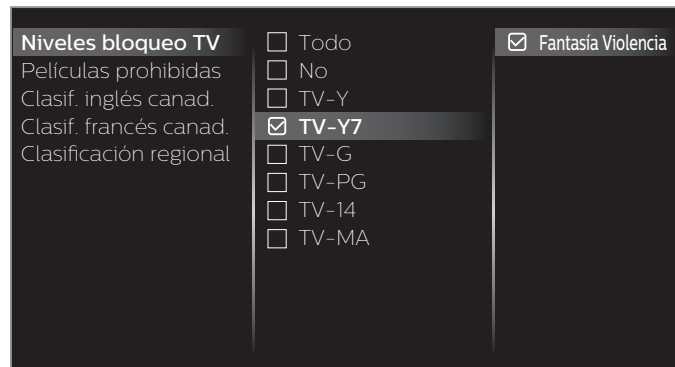 Niveles bloqueo TV
Películas prohibidas
Clasif. inglés canad.
Clasif. francés canad.
Clasificación regional
Todo
No
TV-Y
TV-Y7
TV-G
TV-PG
TV-14
TV-MA
Fantasía Violencia